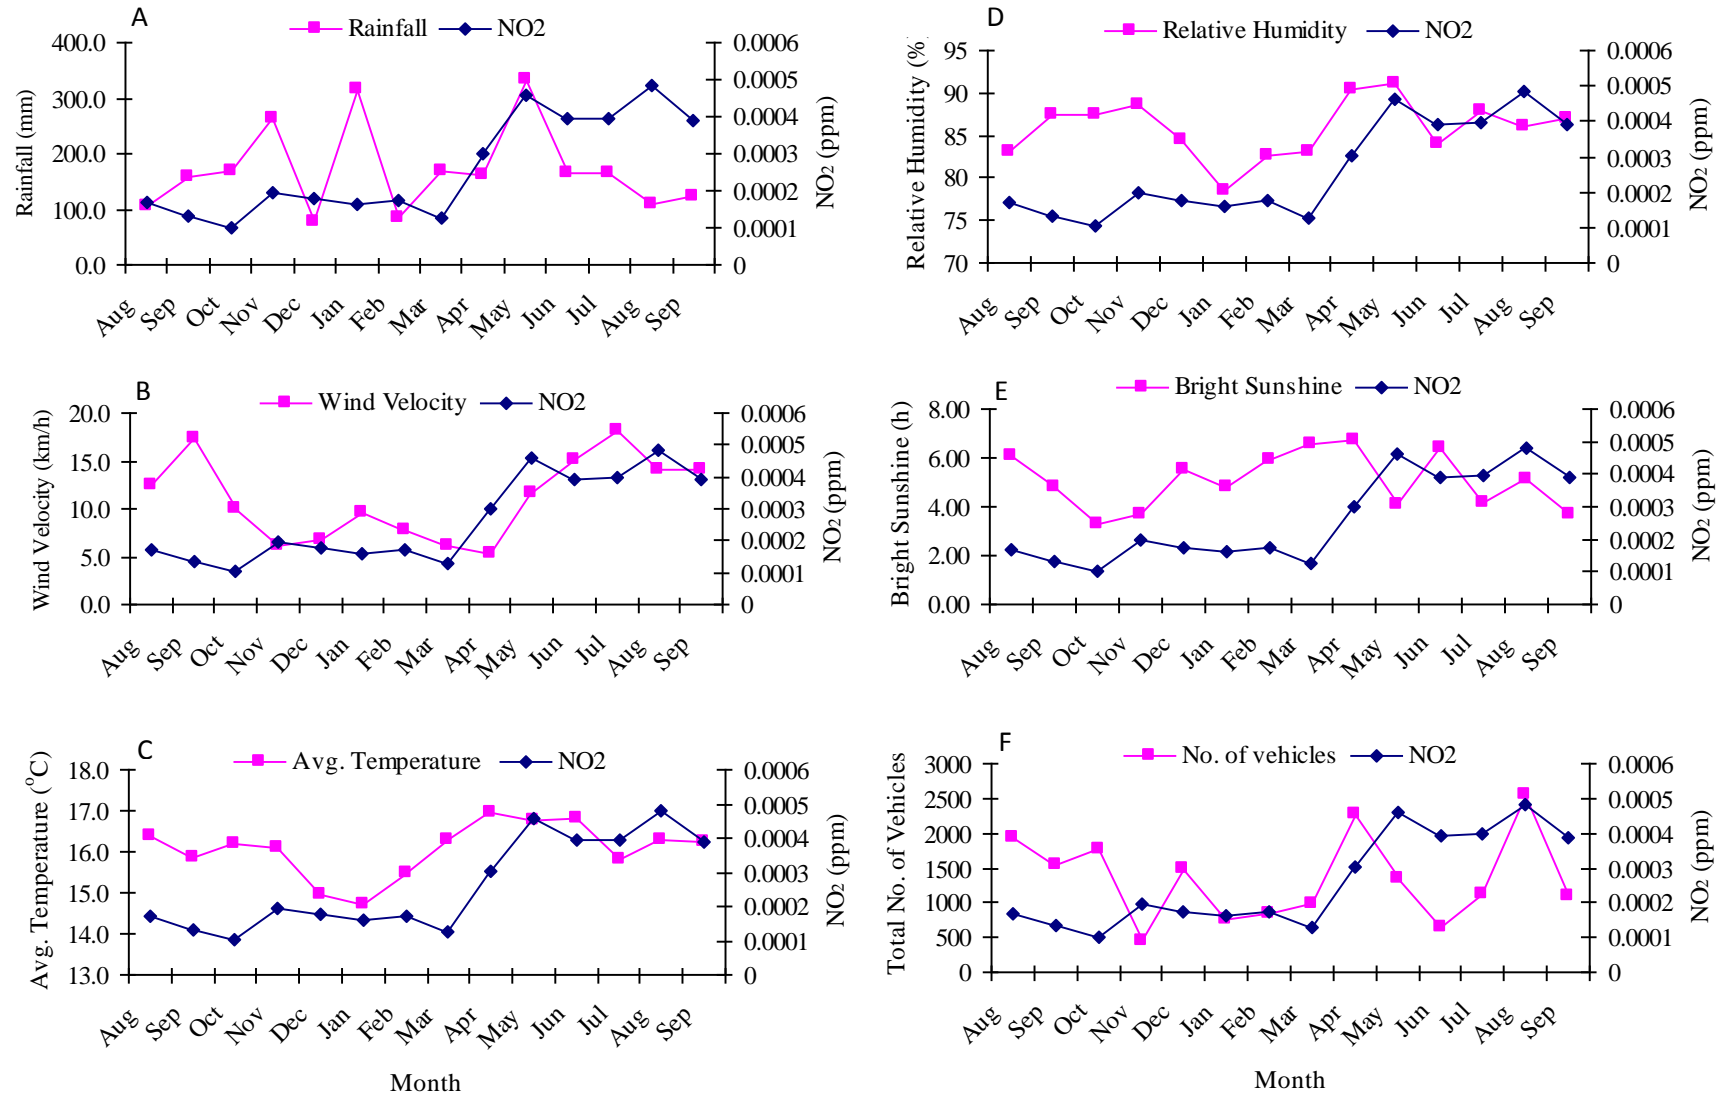 A
Rainfall NO2
400.0
300.0
200.0
100.0
0.0
Rainfall (mm)
0.0006
0.0005
0.0004
0.0003
0.0002
0.0001
0
NO2 (ppm)
Aug Sep Oct Nov Dec Jan Feb Mar Apr May Jun Jul Aug Sep
D
Relative Humidity NO2
95
90
85
80
75
70
Relative Humidity (%)
0.0006
0.0005
0.0004
0.0003
0.0002
0.0001
0
NO2 (ppm)
Aug Sep Oct Nov Dec Jan Feb Mar Apr May Jun Jul Aug Sep
B
Wind Velocity NO2
20.0
15.0
10.0
5.0
0.0
Wind Velocity (km/h)
0.0006
0.0005
0.0004
0.0003
0.0002
0.0001
0
NO2 (ppm)
Aug Sep Oct Nov Dec Jan Feb Mar Apr May Jun Jul Aug Sep
E
Bright Sunshine NO2
8.00
6.00
4.00
2.00
0.00
Bright Sunshine (h)
0.0006
0.0005
0.0004
0.0003
0.0002
0.0001
0
NO2 (ppm)
Aug Sep Oct Nov Dec Jan Feb Mar Apr May Jun Jul Aug Sep
C
Avg. Temperature NO2
18.0
17.0
16.0
15.0
14.0
13.0
Avg. Temperature (°C)
0.0006
0.0005
0.0004
0.0003
0.0002
0.0001
0
NO2 (ppm)
Aug Sep Oct Nov Dec Jan Feb Mar Apr May Jun Jul Aug Sep
Month
F
No. of vehicles NO2
3000
2500
2000
1500
1000
500
0
Total No. of Vehicles
0.0006
0.0005
0.0004
0.0003
0.0002
0.0001
0
NO2 (ppm)
Aug Sep Oct Nov Dec Jan Feb Mar Apr May Jun Jul Aug Sep
Month